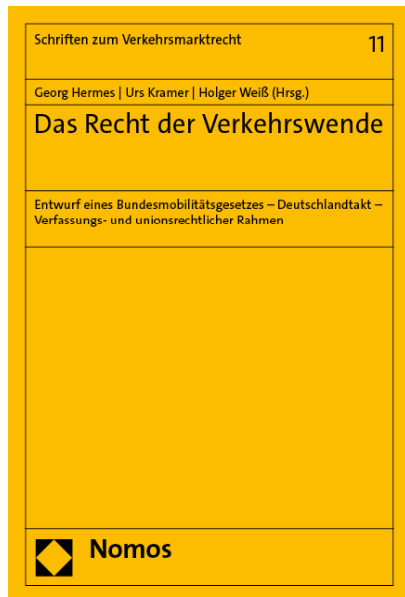 Schriften zum Verkehrsmarktrecht
11
Georg Hermes | Urs Kramer | Holger Weiß (Hrsg.)
Das Recht der Verkehrswende
Entwurf eines Bundesmobilitätsgesetzes – Deutschlandtakt –
Verfassungs- und unionsrechtlicher Rahmen
Nomos